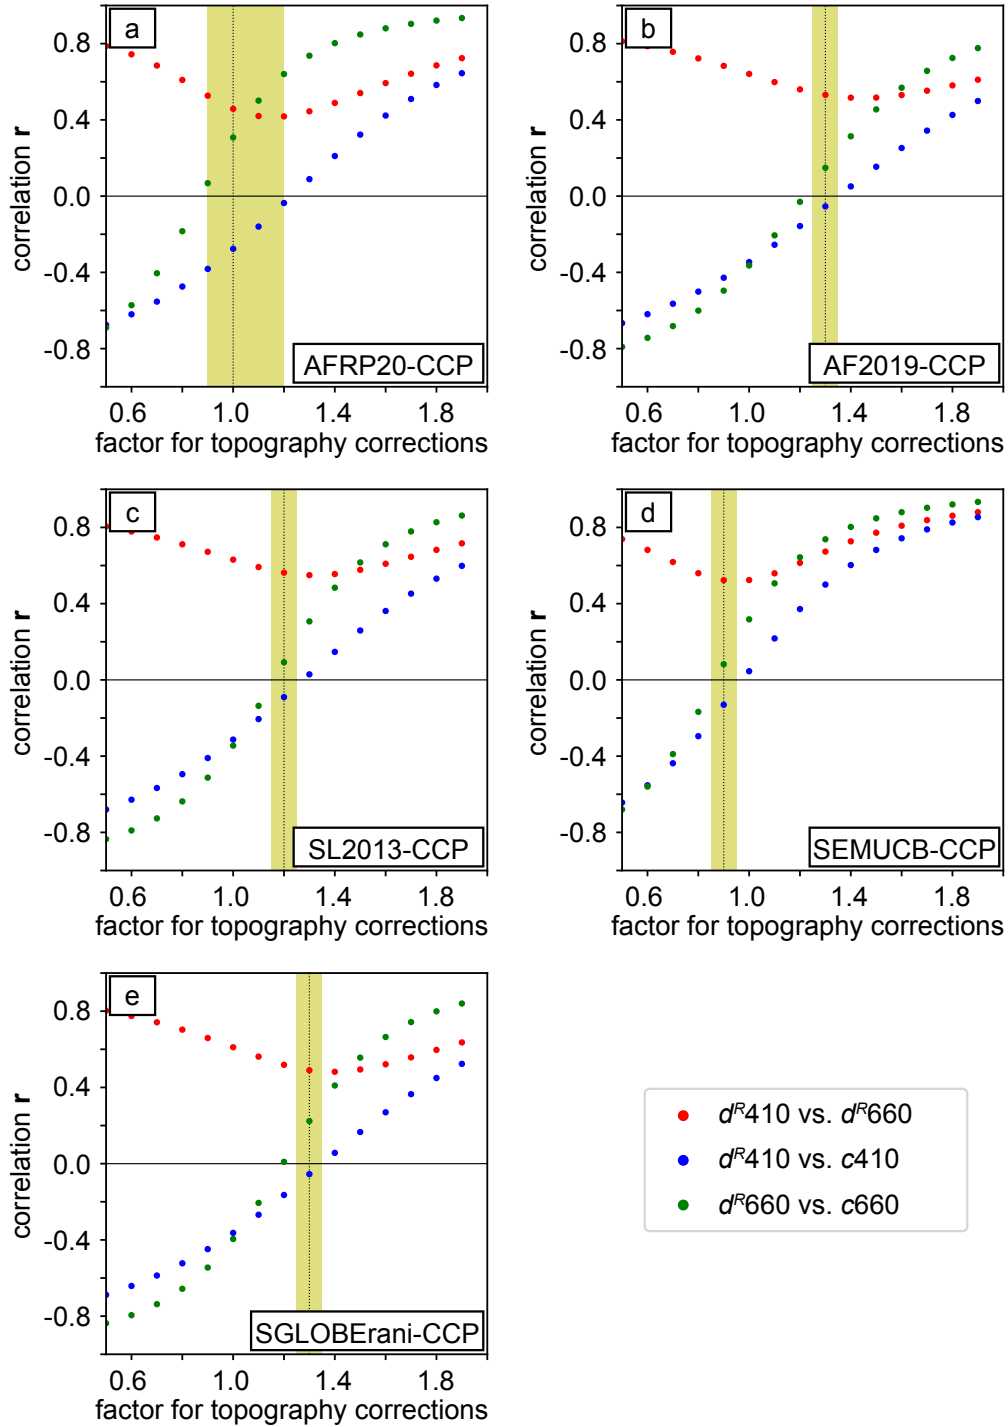 a
0.8
0.4
0.0
-0.4
-0.8
correlation r
AFRP20-CCP
0.6 1.0 1.4 1.8
factor for topography corrections
b
0.8
0.4
0.0
-0.4
-0.8
correlation r
AF2019-CCP
0.6 1.0 1.4 1.8
factor for topography corrections
c
0.8
0.4
0.0
-0.4
-0.8
correlation r
SL2013-CCP
0.6 1.0 1.4 1.8
factor for topography corrections
d
0.8
0.4
0.0
-0.4
-0.8
correlation r
SEMUCB-CCP
0.6 1.0 1.4 1.8
factor for topography corrections
e
0.8
0.4
0.0
-0.4
-0.8
correlation r
SGLOBErani-CCP
0.6 1.0 1.4 1.8
factor for topography corrections
dᴿ410 vs. dᴿ660
dᴿ410 vs. c410
dᴿ660 vs. c660